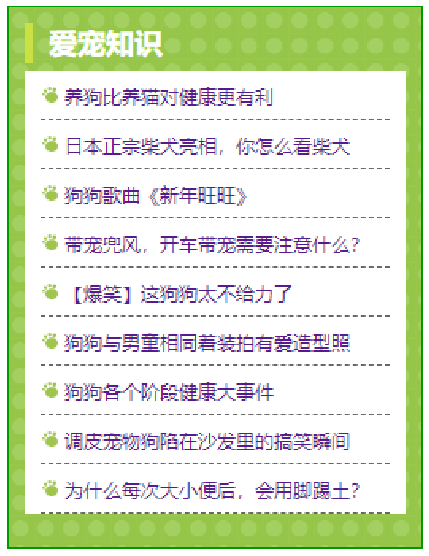 爱宠知识
养狗比养猫对健康更有利
日本正宗柴犬亮相，你怎么看柴犬
狗狗歌曲《新年旺旺》
带宠兜风，开车带宠需要注意什么？
【爆笑】这狗狗太不给力了
狗狗与男童相同着装拍有爱造型照
狗狗各个阶段健康大事件
调皮宠物狗陷在沙发里的搞笑瞬间
为什么每次大小便后，会用脚踢土？